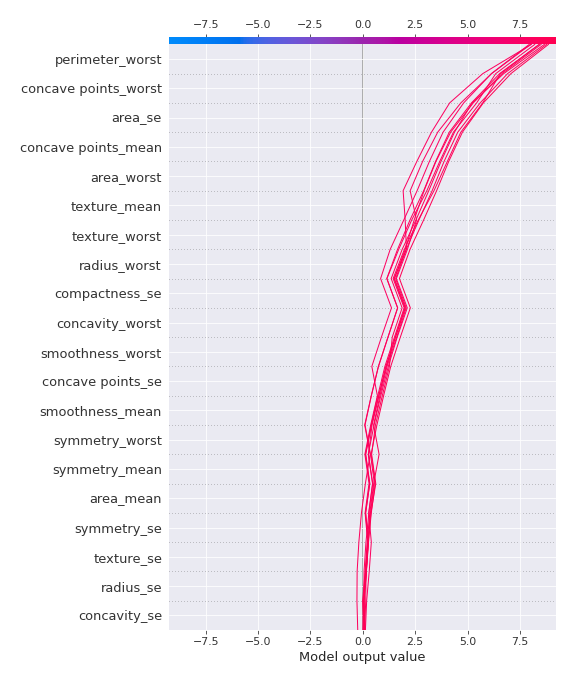 −7.5 −5.0 −2.5 0.0 2.5 5.0 7.5
perimeter_worst
concave points_worst
area_se
concave points_mean
area_worst
texture_mean
texture_worst
radius_worst
compactness_se
concavity_worst
smoothness_worst
concave points_se
smoothness_mean
symmetry_worst
symmetry_mean
area_mean
symmetry_se
texture_se
radius_se
concavity_se
−7.5 −5.0 −2.5 0.0 2.5 5.0 7.5
Model output value